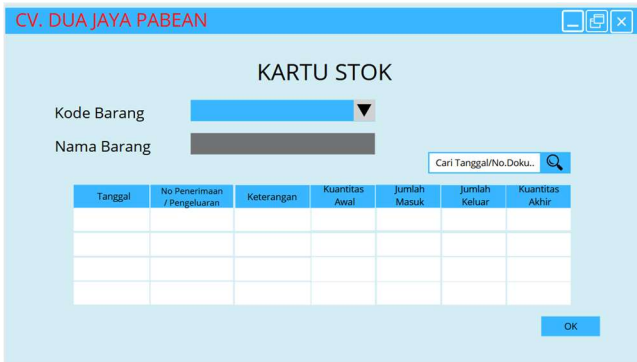 CV. DUA JAYA PABEAN
KARTU STOK
Kode Barang
Nama Barang
Cari Tanggal/No.Doku..
Tanggal
No Penerimaan
/ Pengeluaran
Keterangan
Kuantitas
Awal
Jumlah
Masuk
Jumlah
Keluar
Kuantitas
Akhir
OK